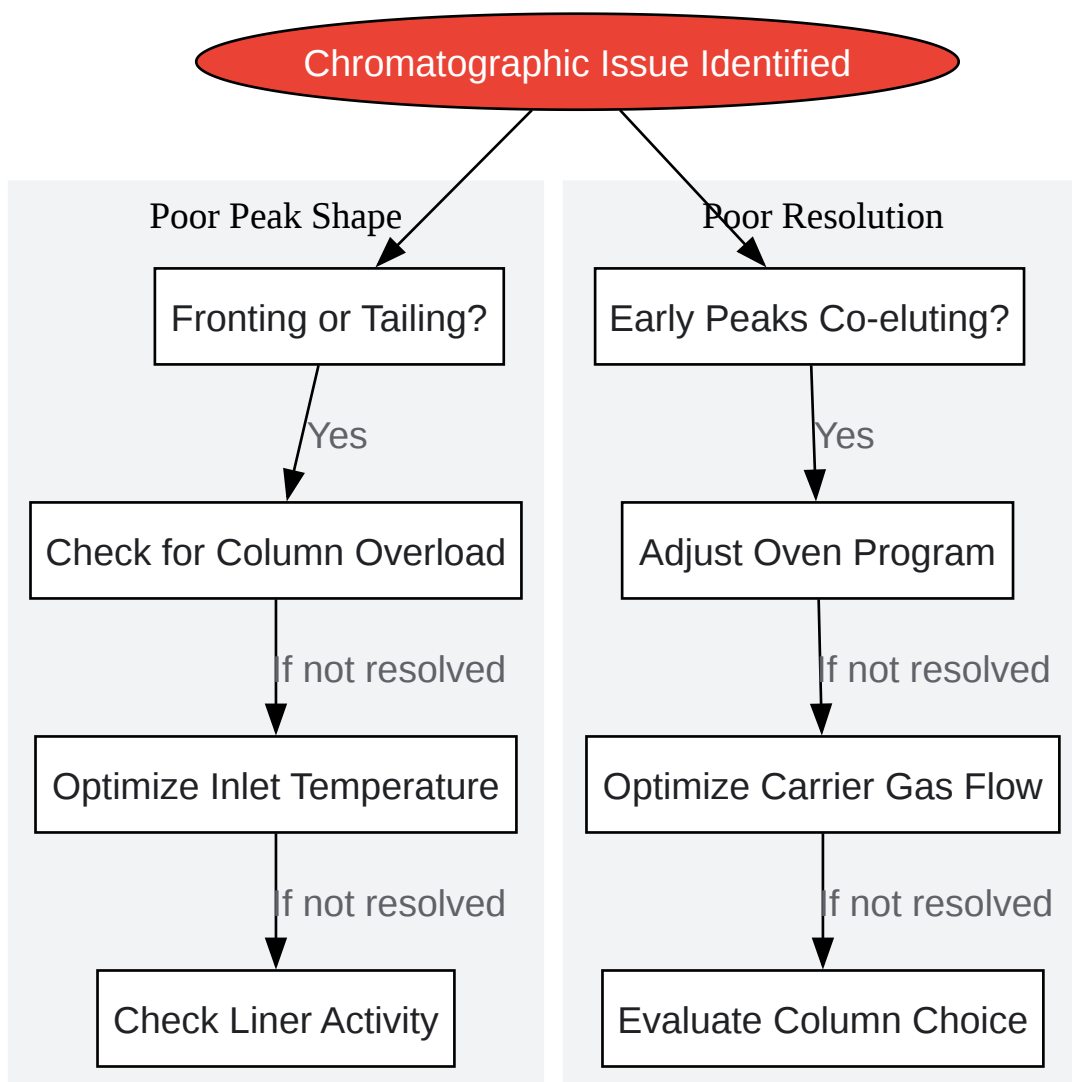 Chromatographic Issue Identified
Poor Peak Shape
Fronting or Tailing?
Yes
Check for Column Overload
If not resolved
Optimize Inlet Temperature
If not resolved
Check Liner Activity
Poor Resolution
Early Peaks Co-eluting?
Yes
Adjust Oven Program
If not resolved
Optimize Carrier Gas Flow
If not resolved
Evaluate Column Choice